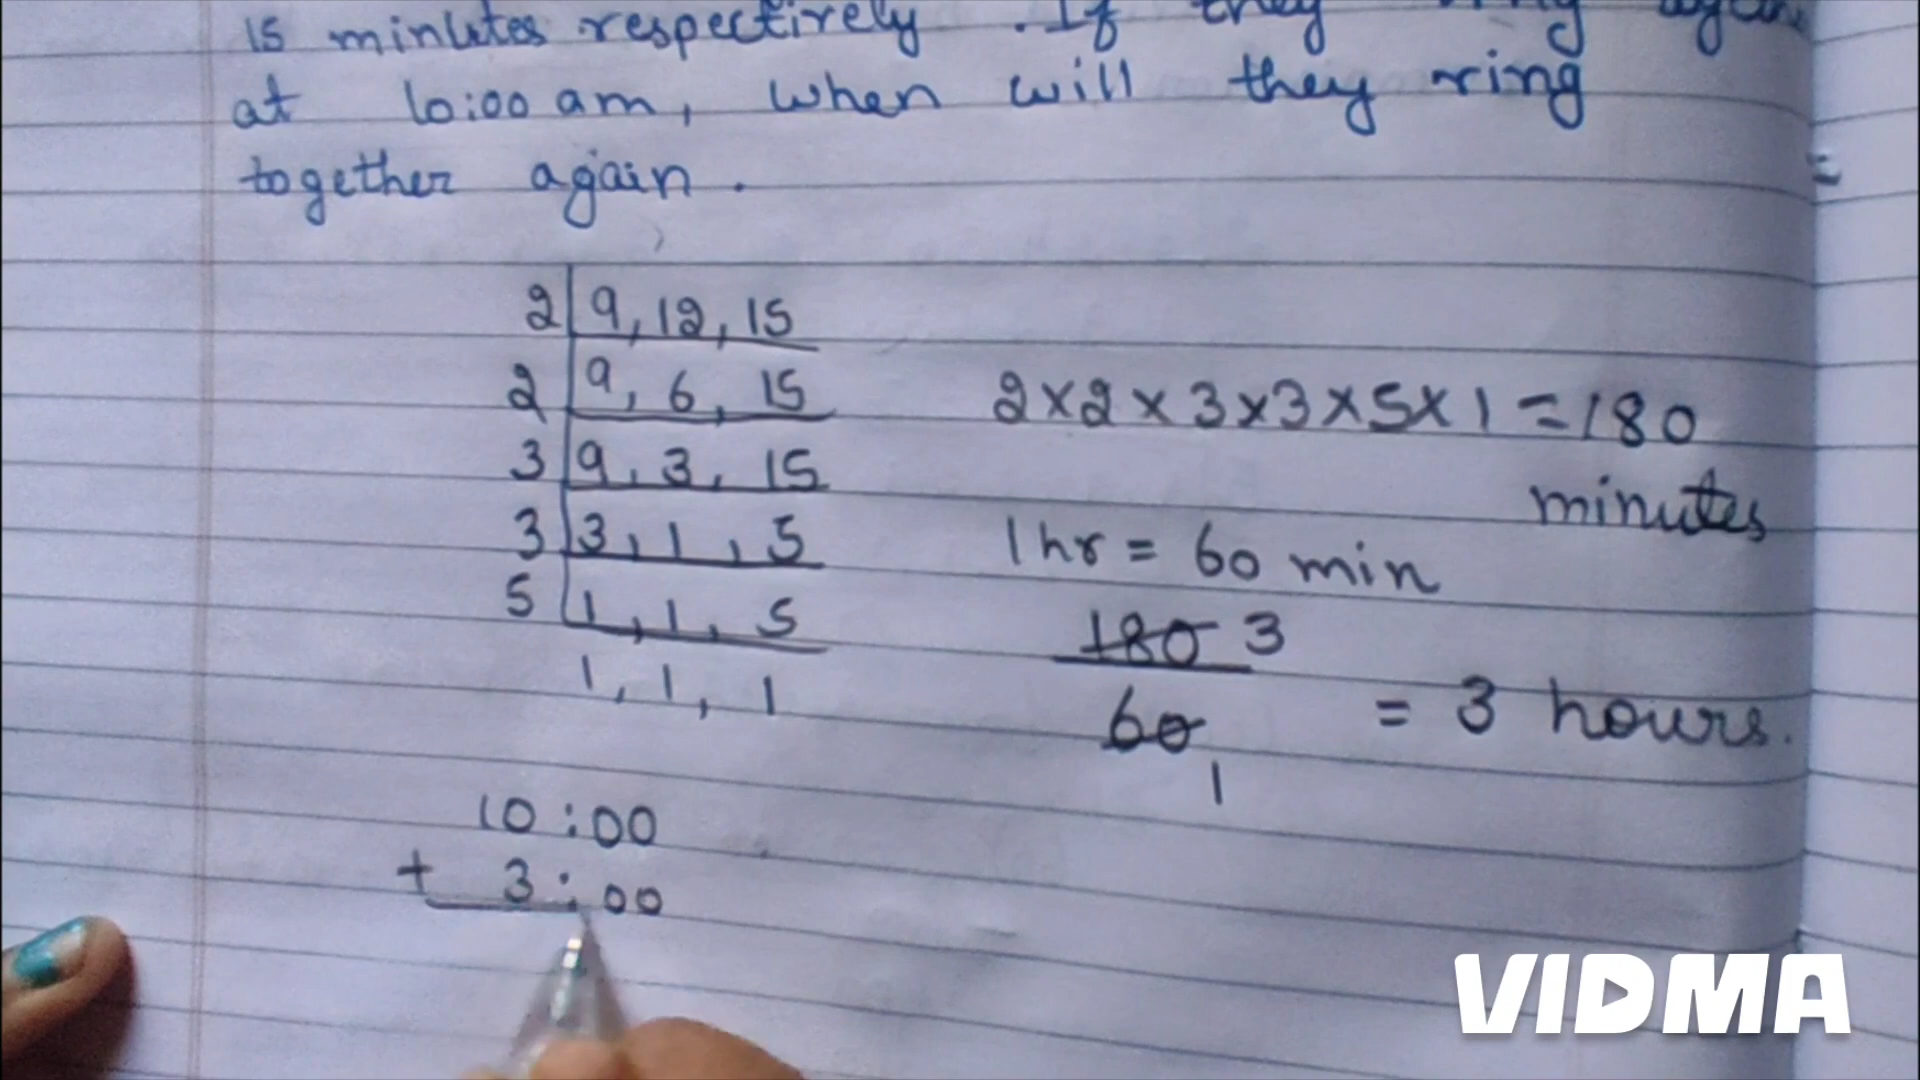 15 minutes respectively. If they ring again
at 10:00 am, when will they ring
together again.
2 9, 12, 15
2 9, 6, 15
3 9, 3, 15
3 3, 1, 5
5 1, 1, 5
1, 1, 1
2×2×3×3×5×1 = 180
minutes
1 hr = 60 min
180 3
60
1
= 3 hours.
10:00
+ 3:00
VIDMA